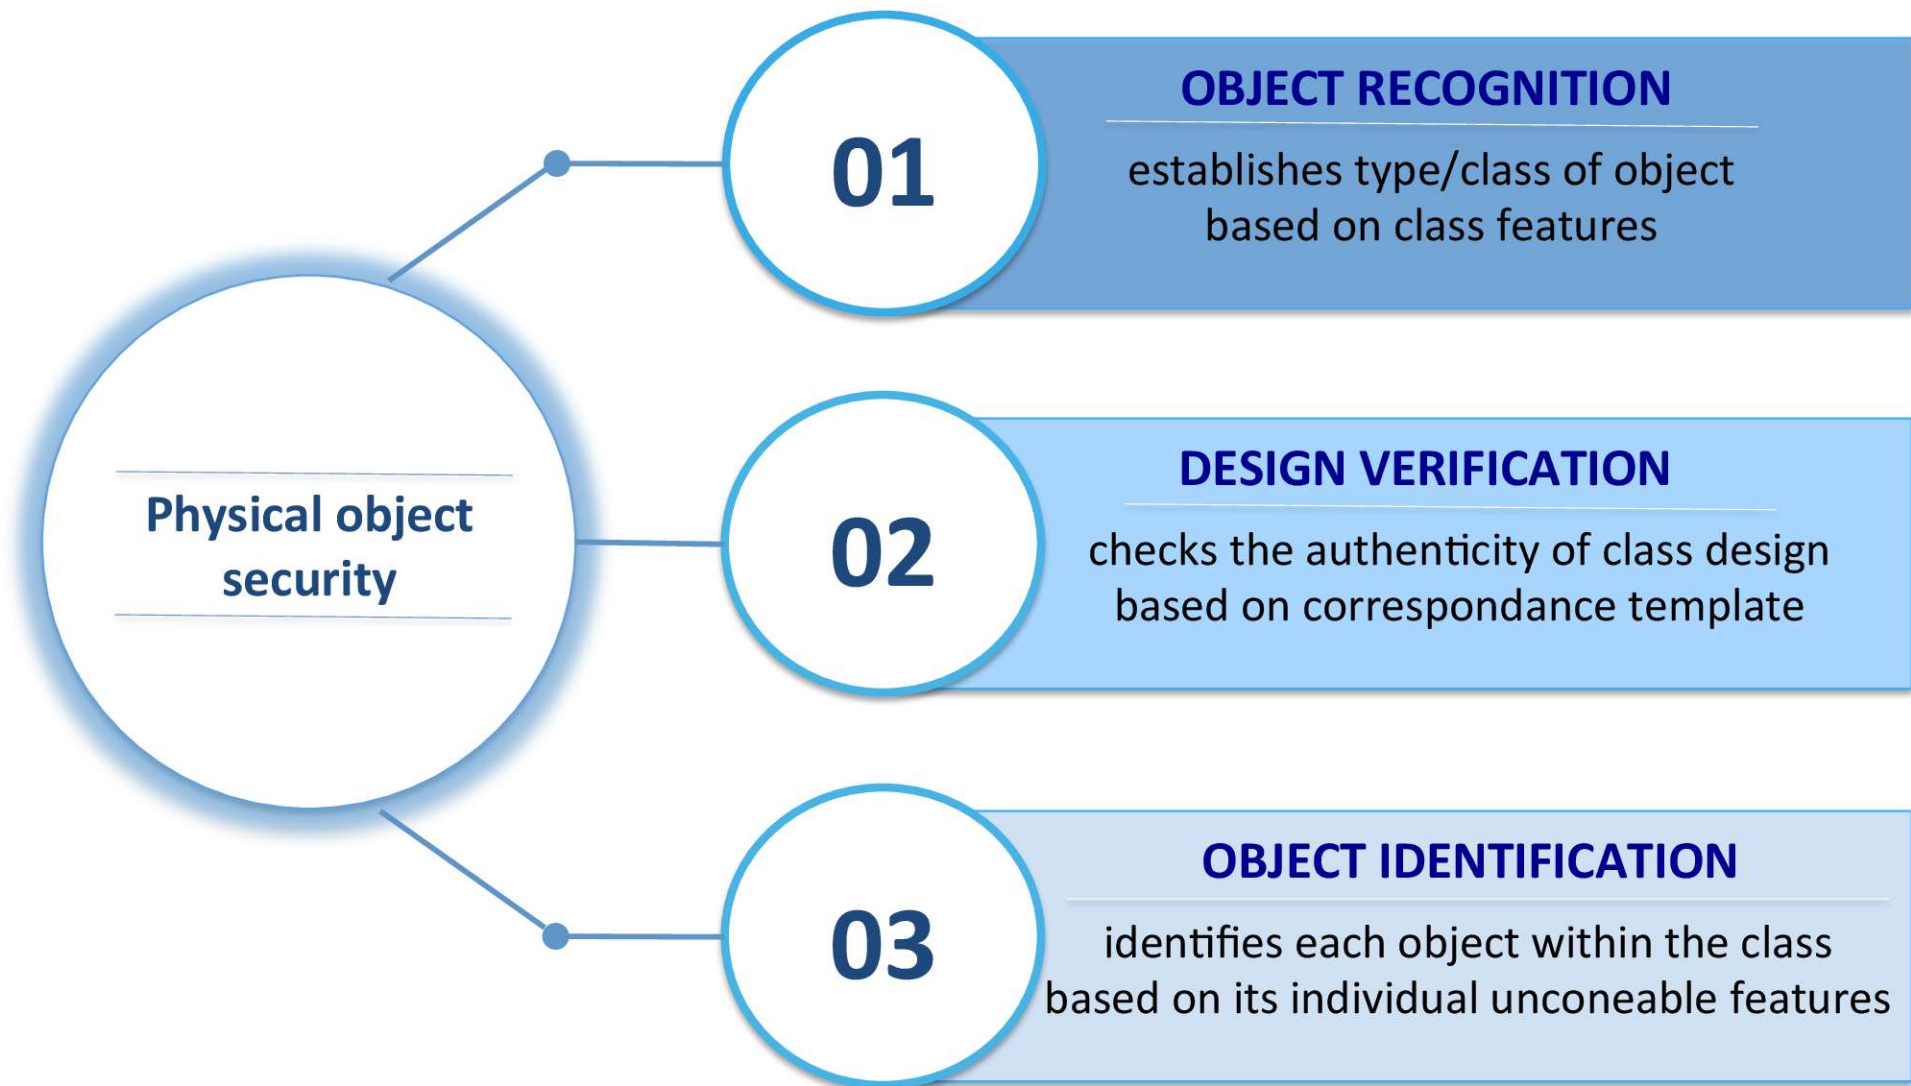 Physical object
security
01
OBJECT RECOGNITION
establishes type/class of object
based on class features
02
DESIGN VERIFICATION
checks the authenticity of class design
based on correspondance template
03
OBJECT IDENTIFICATION
identifies each object within the class
based on its individual unconeable features